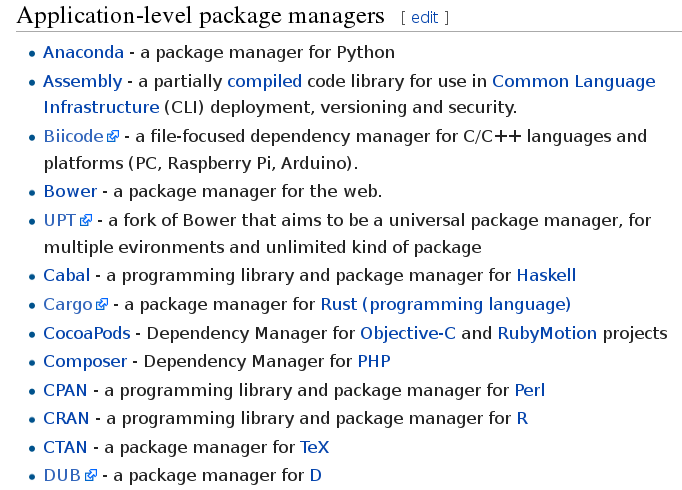 Application-level package managers [ edit ]
Anaconda - a package manager for Python
Assembly - a partially compiled code library for use in Common Language
Infrastructure (CLI) deployment, versioning and security.
Biicode - a file-focused dependency manager for C/C++ languages and
platforms (PC, Raspberry Pi, Arduino).
Bower - a package manager for the web.
UPT - a fork of Bower that aims to be a universal package manager, for
multiple evironments and unlimited kind of package
Cabal - a programming library and package manager for Haskell
Cargo - a package manager for Rust (programming language)
CocoaPods - Dependency Manager for Objective-C and RubyMotion projects
Composer - Dependency Manager for PHP
CPAN - a programming library and package manager for Perl
CRAN - a programming library and package manager for R
CTAN - a package manager for TeX
DUB - a package manager for D